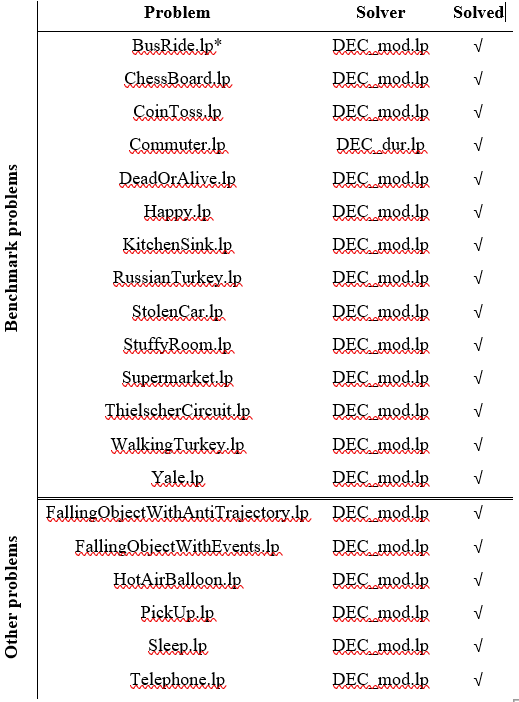 Problem Solver Solved
Benchmark problems
BusRide.lp* DEC_mod.lp √
ChessBoard.lp DEC_mod.lp √
CoinToss.lp DEC_mod.lp √
Commuter.lp DEC_dur.lp √
DeadOrAlive.lp DEC_mod.lp √
Happy.lp DEC_mod.lp √
KitchenSink.lp DEC_mod.lp √
RussianTurkey.lp DEC_mod.lp √
StolenCar.lp DEC_mod.lp √
StuffyRoom.lp DEC_mod.lp √
Supermarket.lp DEC_mod.lp √
ThielscherCircuit.lp DEC_mod.lp √
WalkingTurkey.lp DEC_mod.lp √
Yale.lp DEC_mod.lp √
Other problems
FallingObjectWithAntiTrajectory.lp DEC_mod.lp √
FallingObjectWithEvents.lp DEC_mod.lp √
HotAirBalloon.lp DEC_mod.lp √
PickUp.lp DEC_mod.lp √
Sleep.lp DEC_mod.lp √
Telephone.lp DEC_mod.lp √